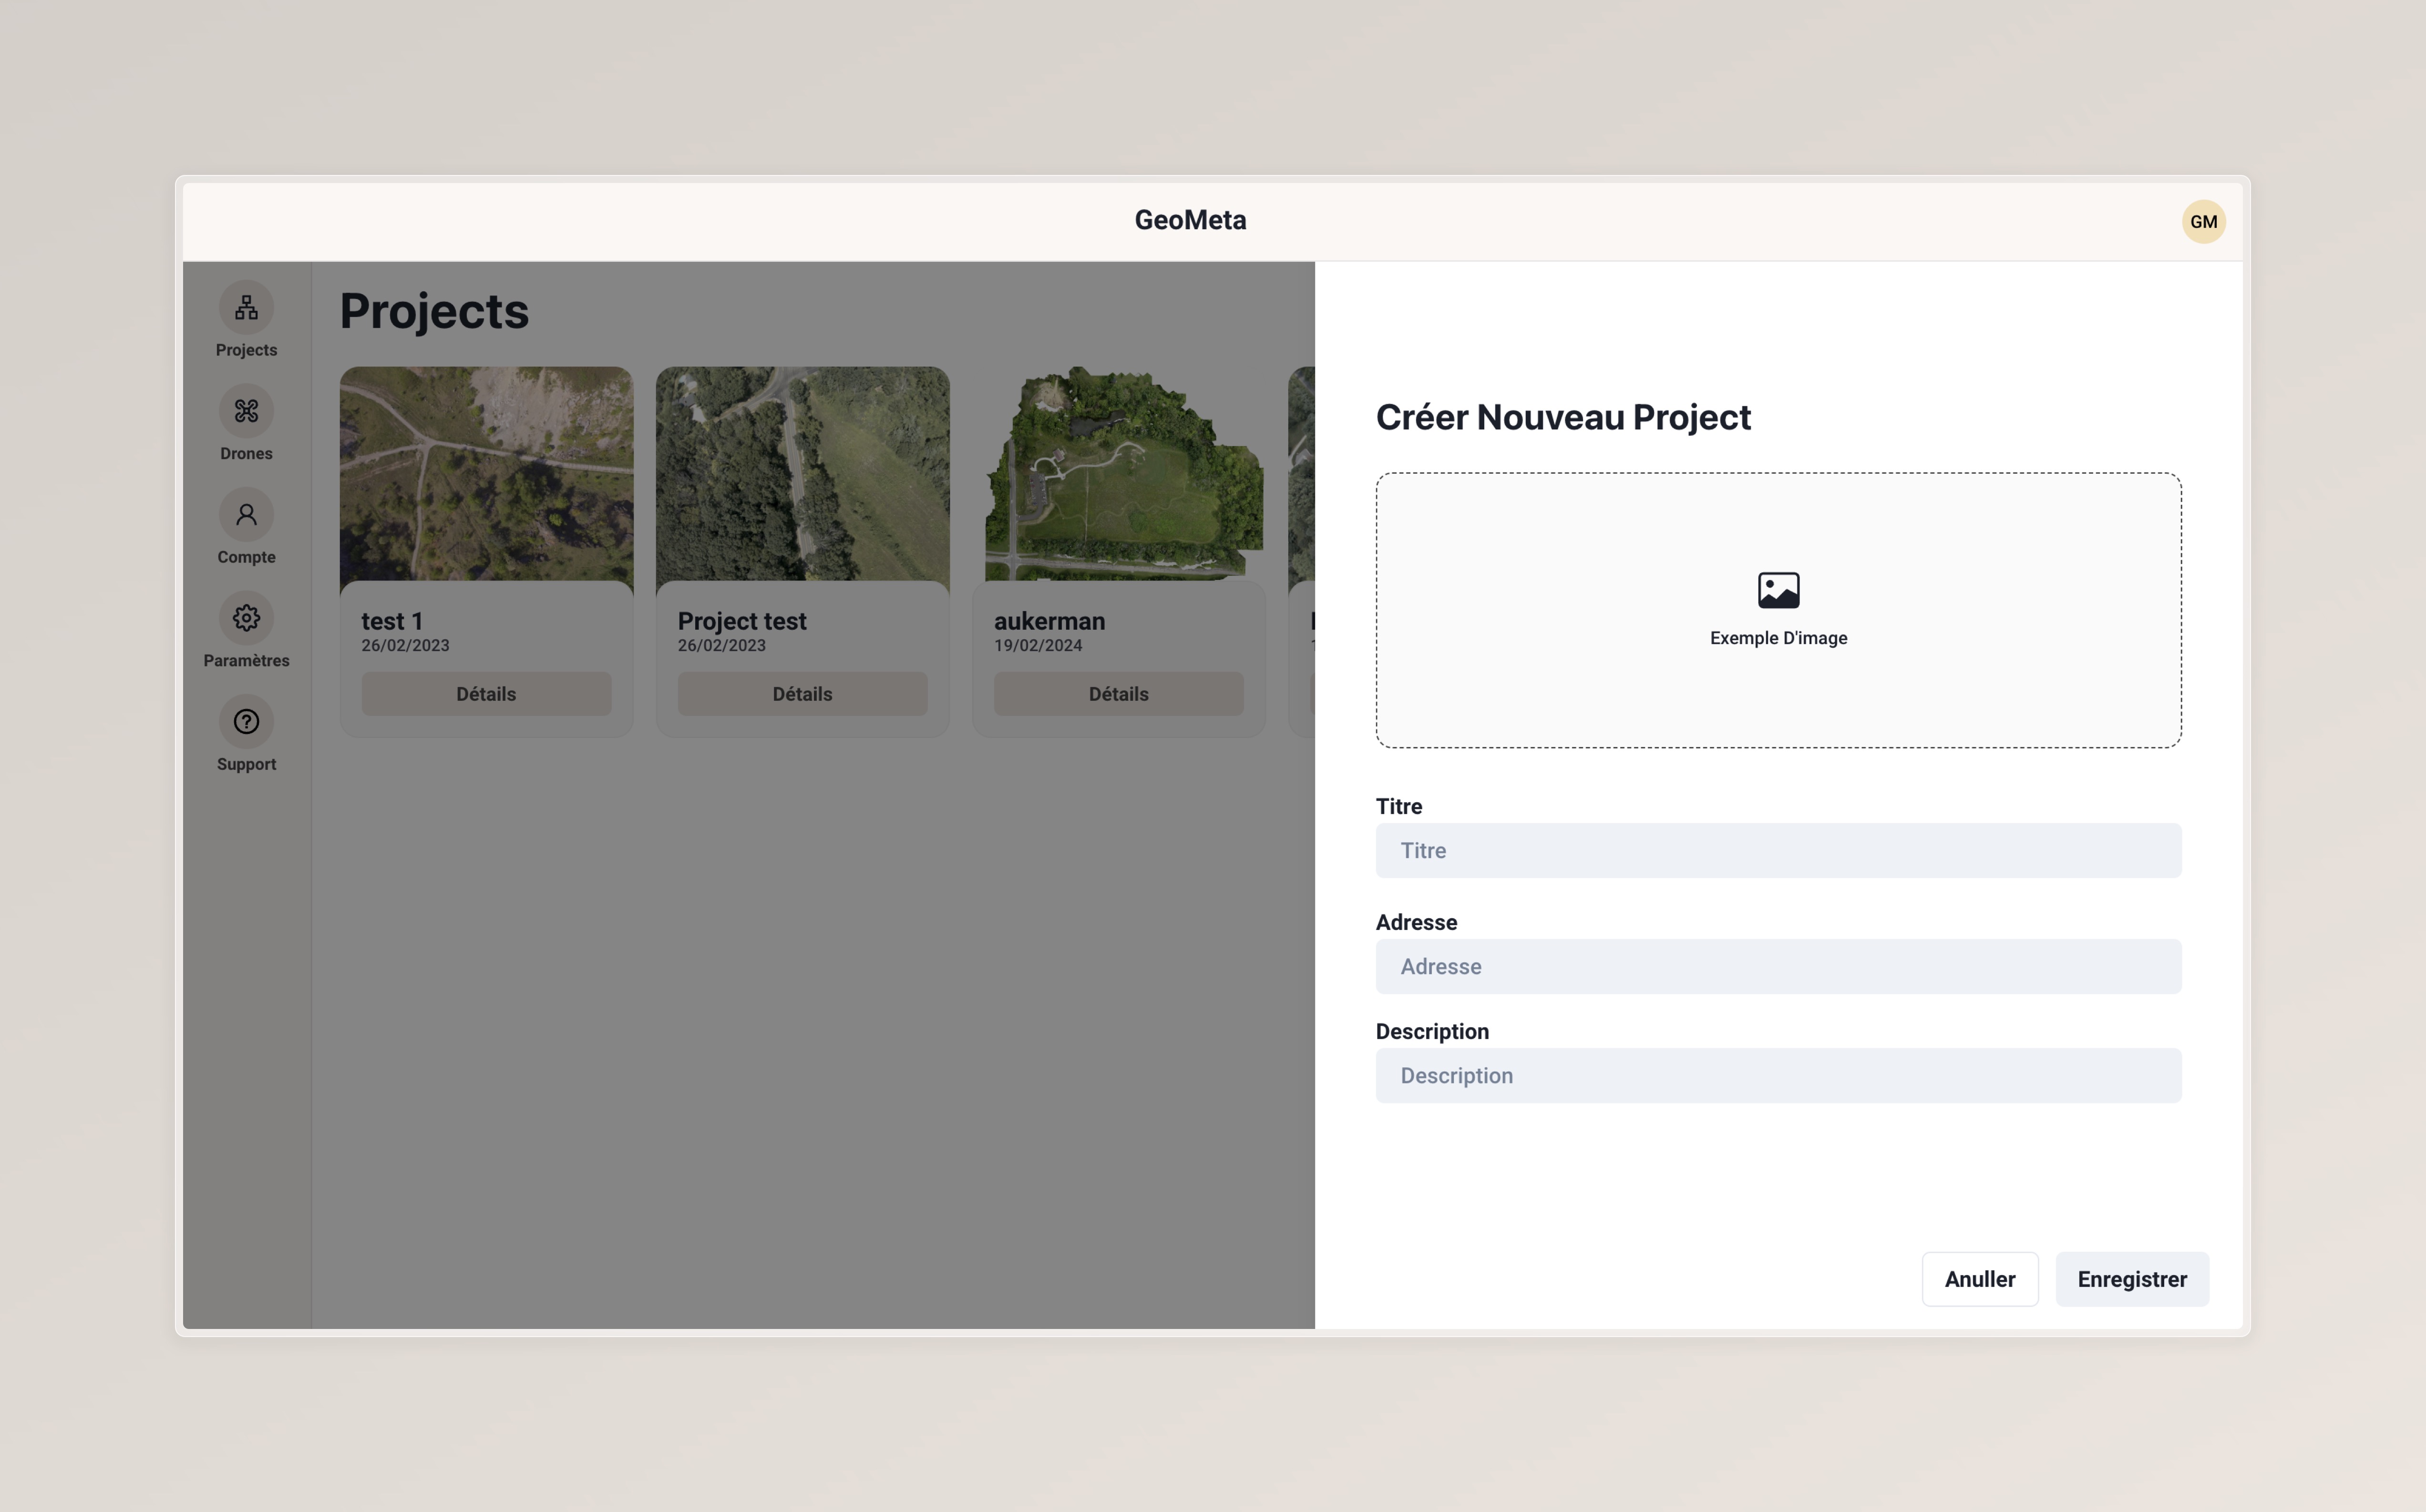 GeoMeta
GM
Projects
Drones
Compte
Paramètres
Support
Projects
test 1
26/02/2023
Détails
Project test
26/02/2023
Détails
aukerman
19/02/2024
Détails
Créer Nouveau Project
Exemple D'image
Titre
Titre
Adresse
Adresse
Description
Description
Anuller
Enregistrer